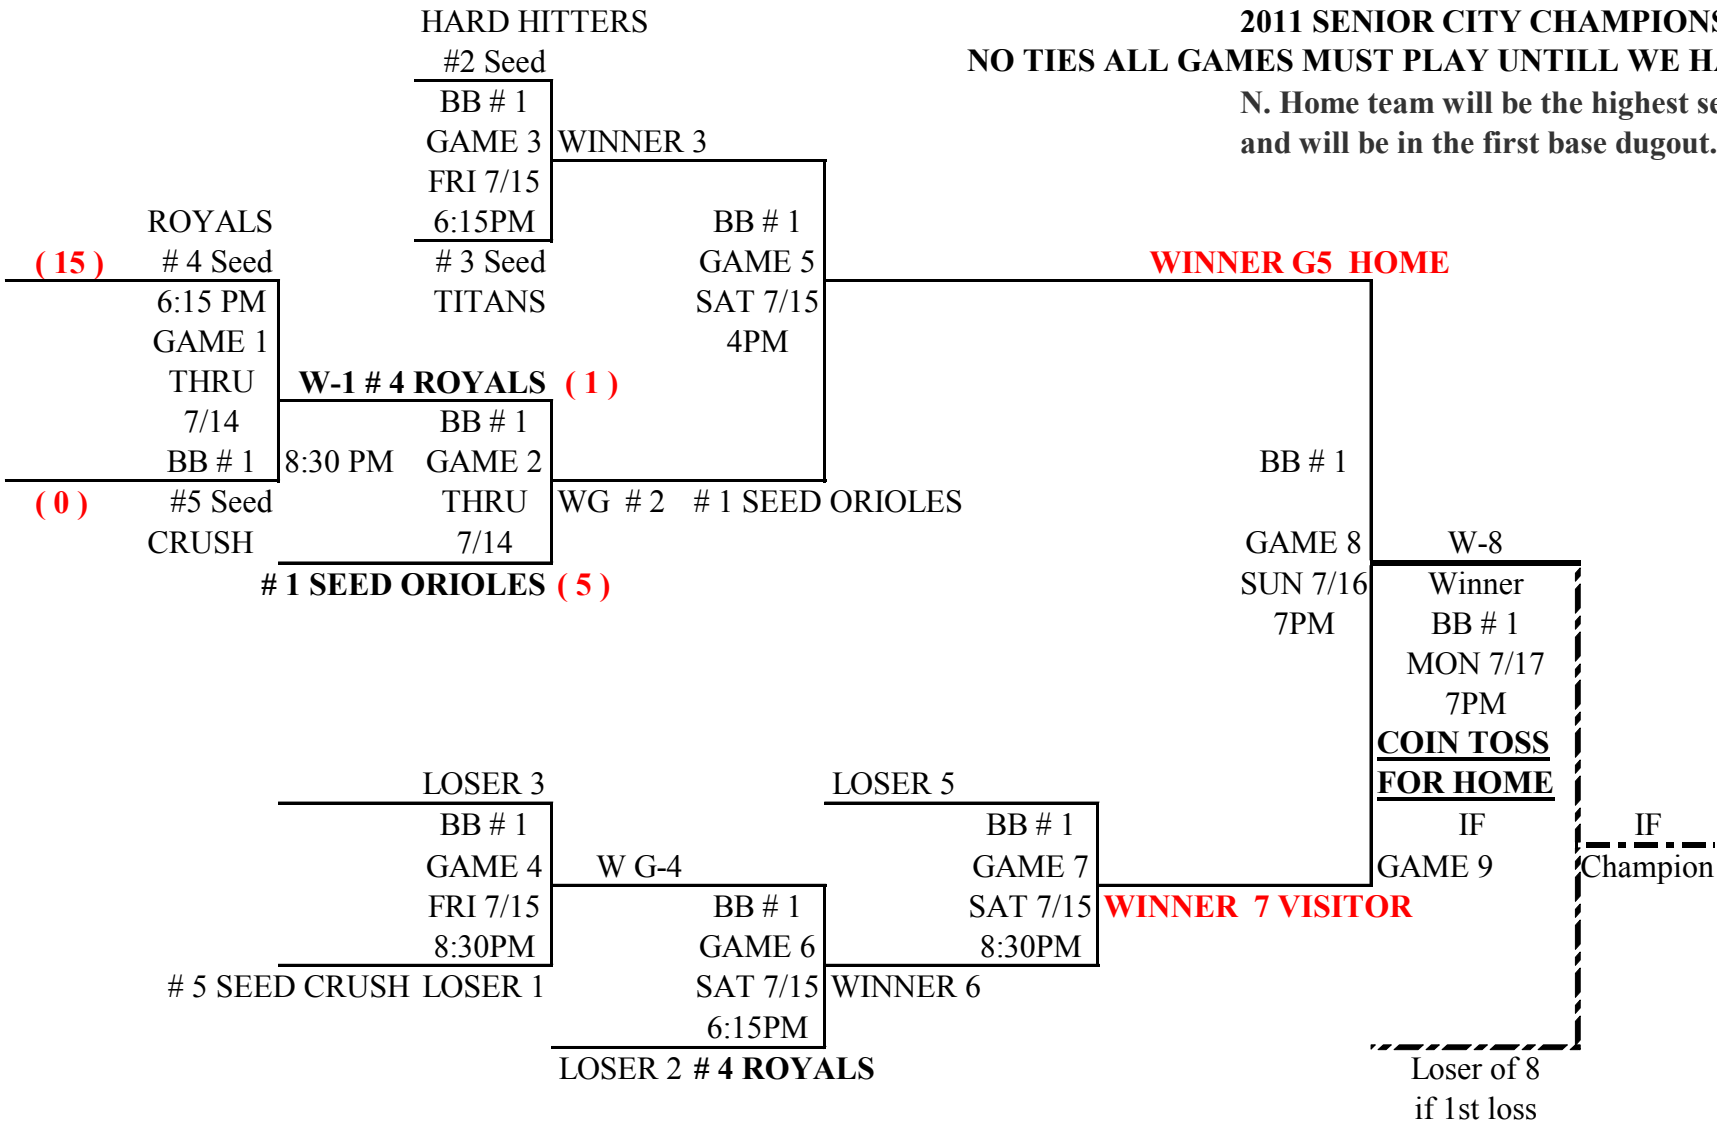 HARD HITTERS
2011 SENIOR CITY CHAMPIONS
#2 Seed
NO TIES ALL GAMES MUST PLAY UNTILL WE
BB # 1
N. Home team will be the highest
GAME 3
WINNER 3
and will be in the first base dugout.
FRI 7/15
6:15PM
# 3 Seed
TITANS
ROYALS
( 15 )
# 4 Seed
6:15 PM
GAME 1
THRU
7/14
BB # 1
( 0 )
#5 Seed
CRUSH
W-1 # 4 ROYALS ( 1 )
BB # 1
8:30 PM
GAME 2
THRU
7/14
# 1 SEED ORIOLES ( 5 )
WG # 2 # 1 SEED ORIOLES
BB # 1
GAME 5
SAT 7/15
4PM
WINNER G5 HOME
BB # 1
GAME 8
SUN 7/16
7PM
W-8
Winner
BB # 1
MON 7/17
7PM
COIN TOSS
FOR HOME
IF
GAME 9
IF
Champion
LOSER 3
BB # 1
GAME 4
FRI 7/15
8:30PM
# 5 SEED CRUSH LOSER 1
W G-4
BB # 1
GAME 6
SAT 7/15
6:15PM
LOSER 2 # 4 ROYALS
LOSER 5
BB # 1
GAME 7
SAT 7/15
8:30PM
WINNER 6
WINNER 7 VISITOR
Loser of 8
if 1st loss